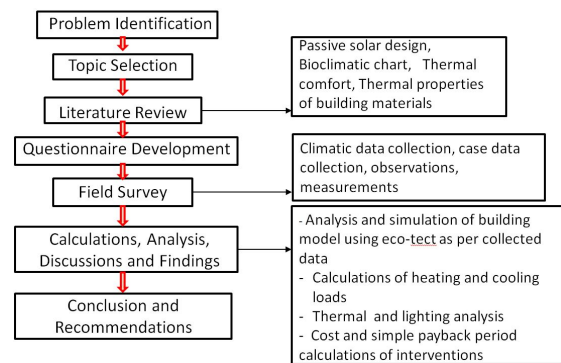 Problem Identification
Topic Selection
Literature Review
Passive solar design,
Bioclimatic chart, Thermal
comfort, Thermal properties
of building materials
Questionnaire Development
Field Survey
Climatic data collection, case data
collection, observations,
measurements
Calculations, Analysis,
Discussions and Findings
- Analysis and simulation of building
model using eco-tect as per collected
data
- Calculations of heating and cooling
loads
- Thermal and lighting analysis
- Cost and simple payback period
calculations of interventions
Conclusion and
Recommendations